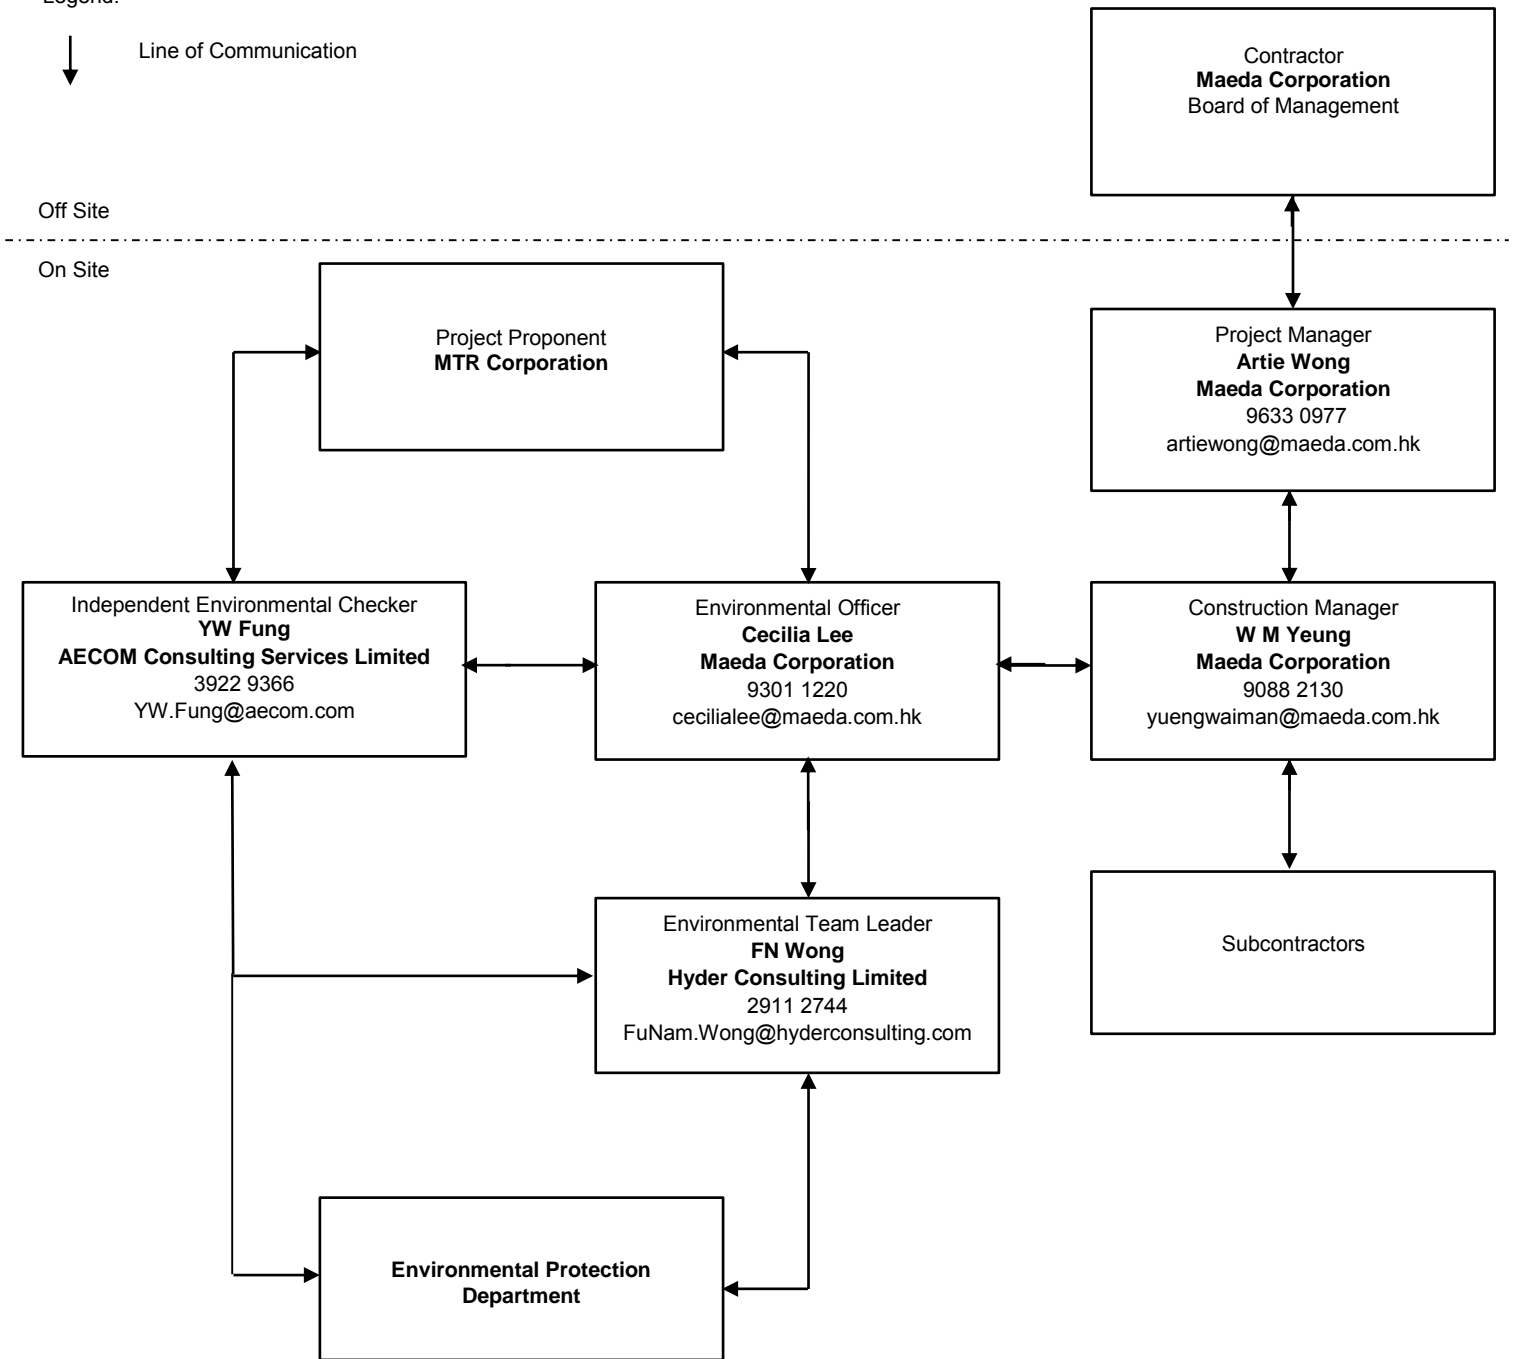 Legend:
Line of Communication
Contractor
Maeda Corporation
Board of Management
Off Site
On Site
Project Proponent
MTR Corporation
Project Manager
Artie Wong
Maeda Corporation
9633 0977
artiewong@maeda.com.hk
Independent Environmental Checker
YW Fung
AECOM Consulting Services Limited
3922 9366
YW.Fung@aecom.com
Environmental Officer
Cecilia Lee
Maeda Corporation
9301 1220
cecilialee@maeda.com.hk
Construction Manager
W M Yeung
Maeda Corporation
9088 2130
yuengwaiman@maeda.com.hk
Environmental Team Leader
FN Wong
Hyder Consulting Limited
2911 2744
FuNam.Wong@hyderconsulting.com
Subcontractors
Environmental Protection
Department